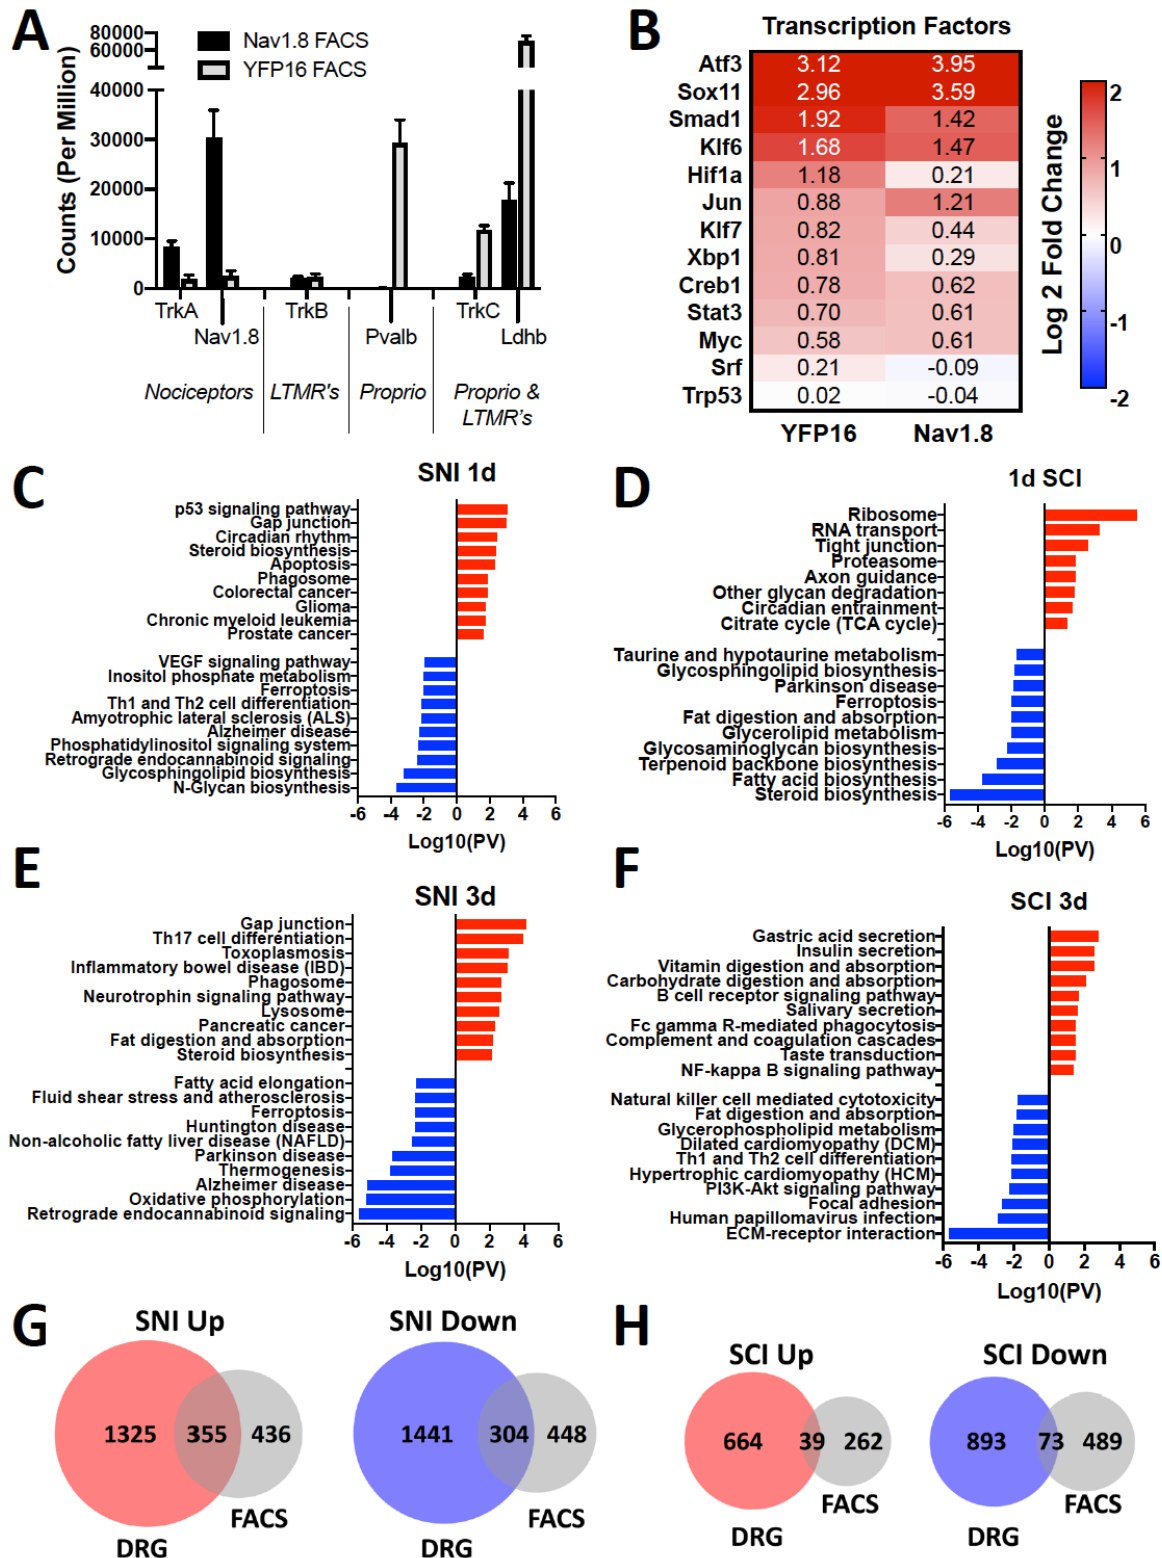 A
80000
60000
40000
30000
20000
10000
0
Counts (Per Million)
Nav1.8 FACS
YFP16 FACS
TrkA
Nav1.8
TrkB
Pvalb
TrkC
Ldhb
Nociceptors
LTMR's
Proprio
Proprio &
LTMR's
B
Transcription Factors
Atf3 3.12 3.95
Sox11 2.96 3.59
Smad1 1.92 1.42
Klf6 1.68 1.47
Hif1a 1.18 0.21
Jun 0.88 1.21
Klf7 0.82 0.44
Xbp1 0.81 0.29
Creb1 0.78 0.62
Stat3 0.70 0.61
Myc 0.58 0.61
Srf 0.21 -0.09
Trp53 0.02 -0.04
YFP16 Nav1.8
Log 2 Fold Change
2
1
0
-1
-2
C
SNI 1d
p53 signaling pathway
Gap junction
Circadian rhythm
Steroid biosynthesis
Apoptosis
Phagosome
Colorectal cancer
Glioma
Chronic myeloid leukemia
Prostate cancer
VEGF signaling pathway
Inositol phosphate metabolism
Ferroptosis
Th1 and Th2 cell differentiation
Amyotrophic lateral sclerosis (ALS)
Alzheimer disease
Phosphatidylinositol signaling system
Retrograde endocannabinoid signaling
Glycosphingolipid biosynthesis
N-Glycan biosynthesis
-6 -4 -2 0 2 4 6
Log10(PV)
D
1d SCI
Ribosome
RNA transport
Tight junction
Proteasome
Axon guidance
Other glycan degradation
Circadian entrainment
Citrate cycle (TCA cycle)
Taurine and hypotaurine metabolism
Glycosphingolipid biosynthesis
Parkinson disease
Ferroptosis
Fat digestion and absorption
Glycerolipid metabolism
Glycosaminoglycan biosynthesis
Terpenoid backbone biosynthesis
Fatty acid biosynthesis
Steroid biosynthesis
-6 -4 -2 0 2 4 6
Log10(PV)
E
SNI 3d
Gap junction
Th17 cell differentiation
Toxoplasmosis
Inflammatory bowel disease (IBD)
Phagosome
Neurotrophin signaling pathway
Lysosome
Pancreatic cancer
Fat digestion and absorption
Steroid biosynthesis
Fatty acid elongation
Fluid shear stress and atherosclerosis
Ferroptosis
Huntington disease
Non-alcoholic fatty liver disease (NAFLD)
Parkinson disease
Thermogenesis
Alzheimer disease
Oxidative phosphorylation
Retrograde endocannabinoid signaling
-6 -4 -2 0 2 4 6
Log10(PV)
F
SCI 3d
Gastric acid secretion
Insulin secretion
Vitamin digestion and absorption
Carbohydrate digestion and absorption
B cell receptor signaling pathway
Salivary secretion
Fc gamma R-mediated phagocytosis
Complement and coagulation cascades
Taste transduction
NF-kappa B signaling pathway
Natural killer cell mediated cytotoxicity
Fat digestion and absorption
Glycerophospholipid metabolism
Dilated cardiomyopathy (DCM)
Th1 and Th2 cell differentiation
Hypertrophic cardiomyopathy (HCM)
PI3K-Akt signaling pathway
Focal adhesion
Human papillomavirus infection
ECM-receptor interaction
-6 -4 -2 0 2 4 6
Log10(PV)
G
SNI Up
1325 355 436
FACS
DRG
SNI Down
1441 304 448
FACS
DRG
H
SCI Up
664 39 262
FACS
DRG
SCI Down
893 73 489
FACS
DRG